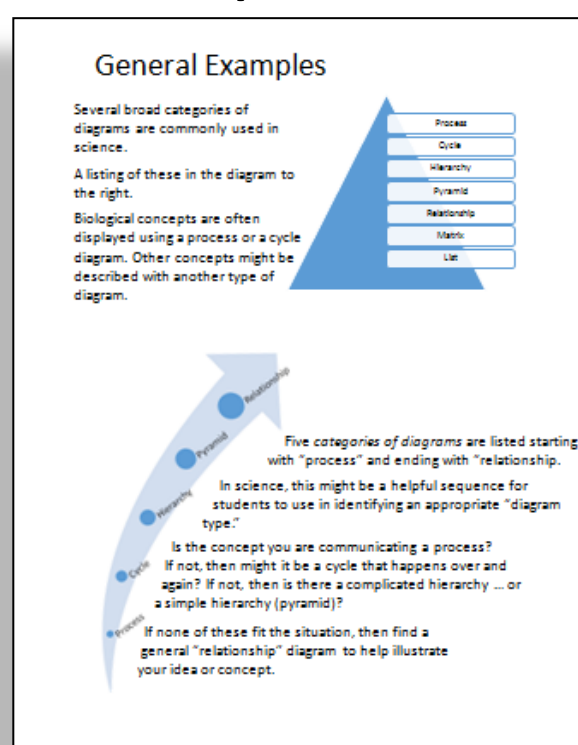 General Examples
Several broad categories of
diagrams are commonly used in
science.
A listing of these in the diagram to
the right.
Biological concepts are often
displayed using a process or a cycle
diagram. Other concepts might be
described with another type of
diagram.
Process
Cycle
Hierarchy
Pyramid
Relationship
Matrix
List
Relationship
Pyramid
Hierarchy
Cycle
Process
Five categories of diagrams are listed starting
with “process” and ending with “relationship.
In science, this might be a helpful sequence for
students to use in identifying an appropriate “diagram
type.”
Is the concept you are communicating a process?
If not, then might it be a cycle that happens over and
again? If not, then is there a complicated hierarchy ... or
a simple hierarchy (pyramid)?
If none of these fit the situation, then find a
general “relationship” diagram to help illustrate
your idea or concept.